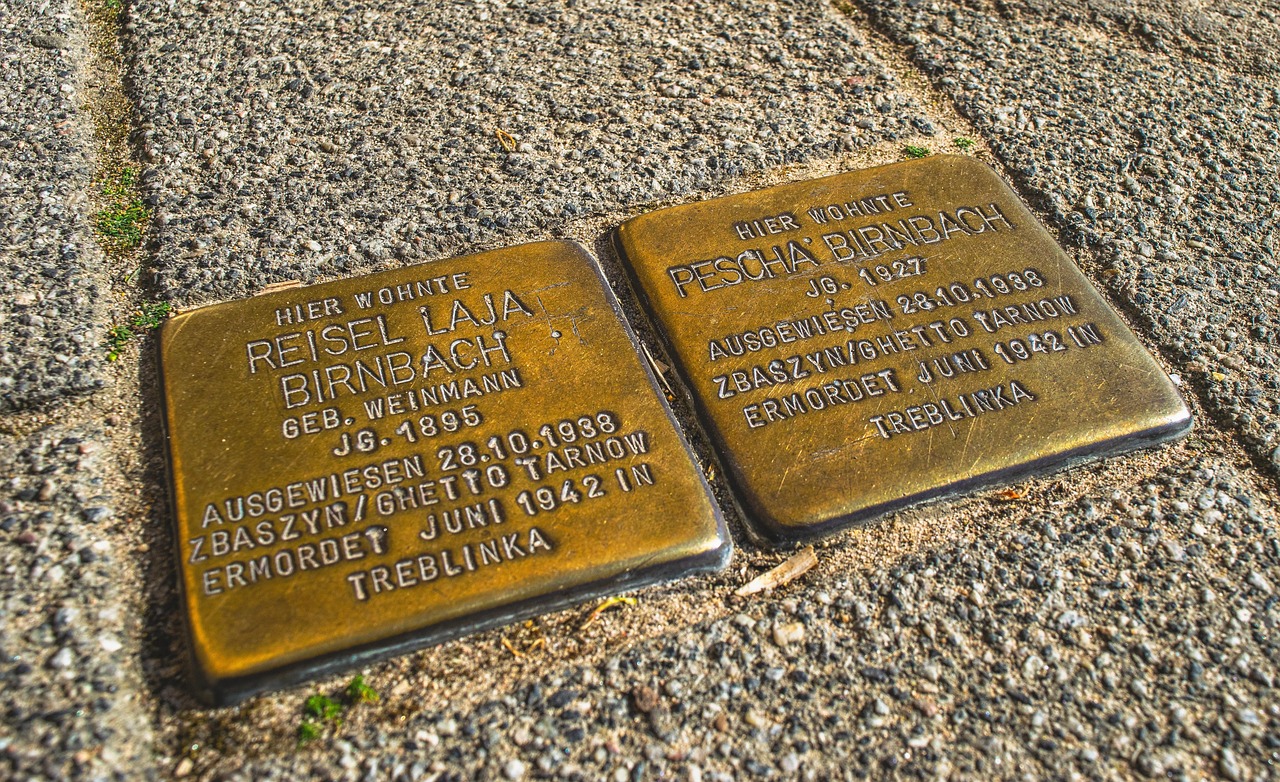 HIER WOHNTE
REISEL LAJA
BIRNBACH
GEB. WEINMANN
JG. 1895
AUSGEWIESEN 28.10.1938
ZBASZYN/GHETTO TARNOW
ERMORDET JUNI 1942 IN
TREBLINKA
HIER WOHNTE
PESCHA BIRNBACH
JG. 1927
AUSGEWIESEN 28.10.1938
ZBASZYN/GHETTO TARNOW
ERMORDET JUNI 1942 IN
TREBLINKA